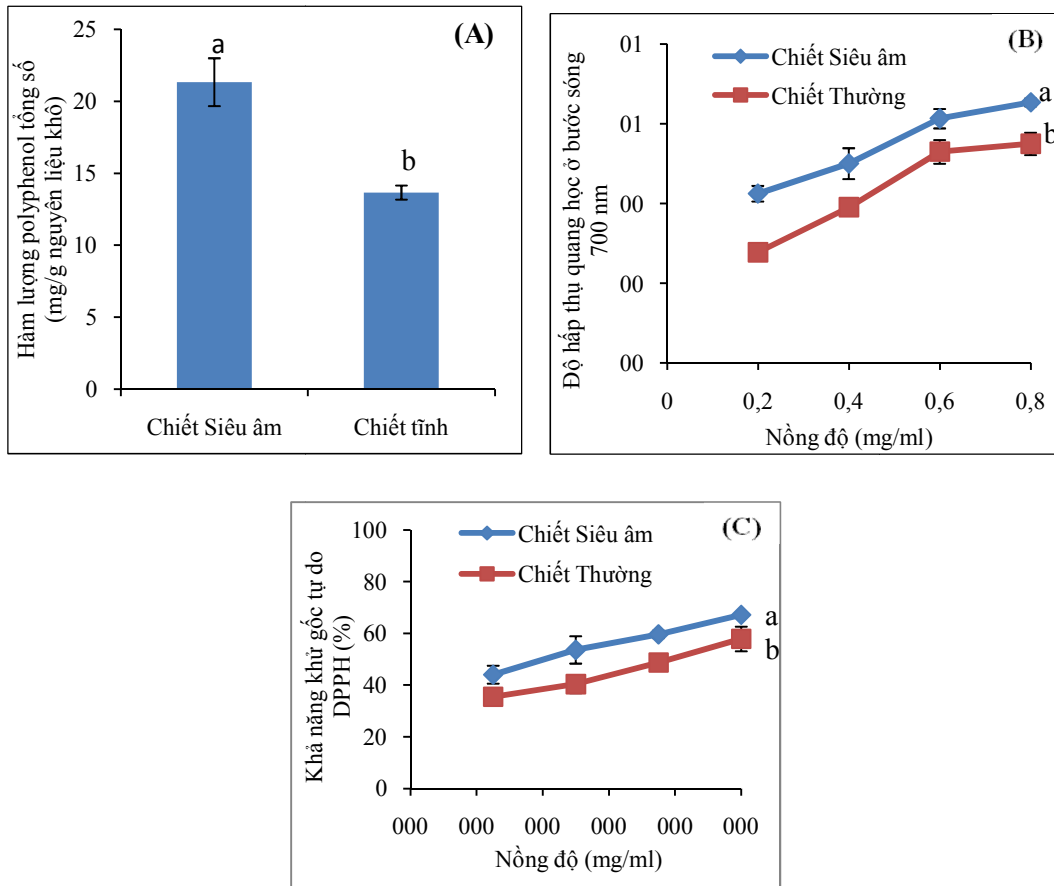 (A)
Hàm lượng polyphenol tổng số
(mg/g nguyên liệu khô)
25
20
15
10
5
0
a
b
Chiết Siêu âm
Chiết tĩnh
(B)
Độ hấp thụ quang học ở bước sóng
700 nm
01
01
00
00
00
Chiết Siêu âm
Chiết Thường
a
b
0
0,2
0,4
0,6
0,8
Nồng độ (mg/ml)
(C)
Khả năng khử gốc tự do
DPPH (%)
100
80
60
40
20
0
Chiết Siêu âm
Chiết Thường
a
b
000
000
000
000
000
000
Nồng độ (mg/ml)